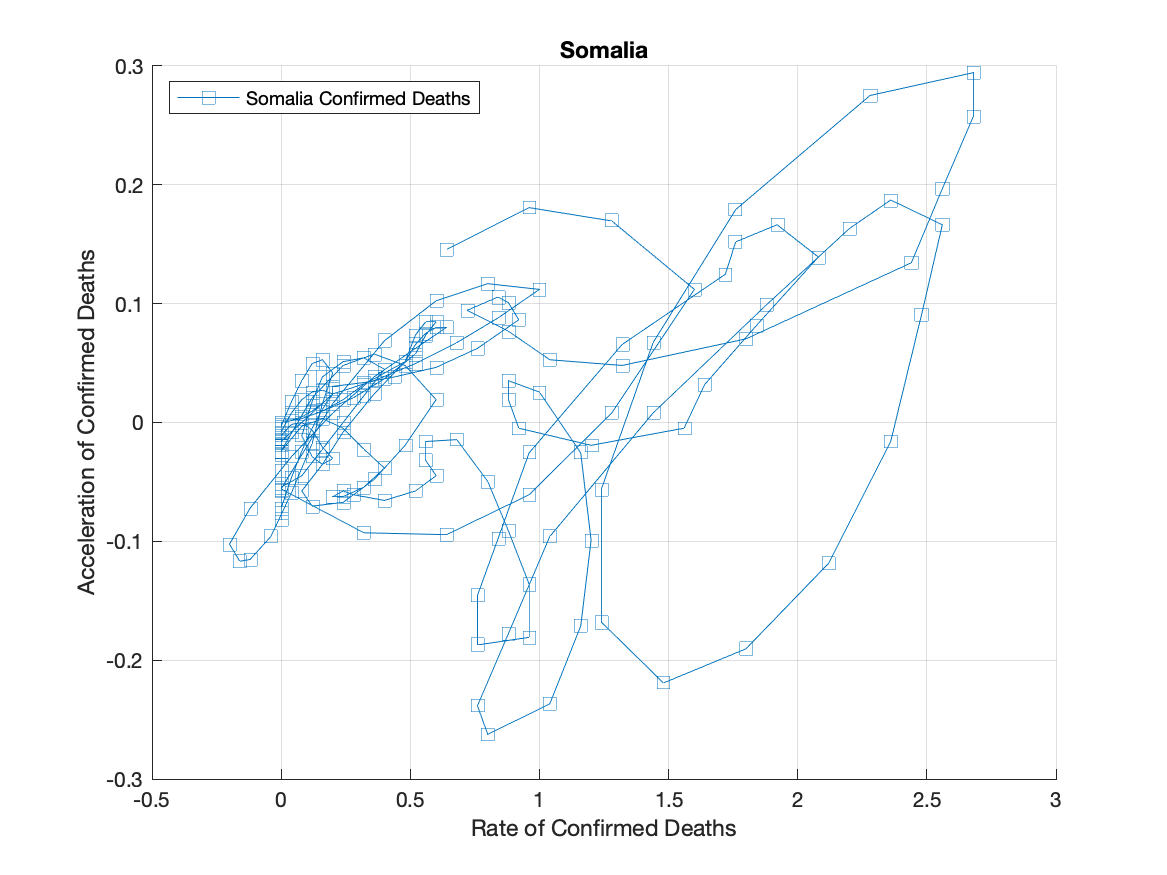 Somalia
Somalia Confirmed Deaths
Acceleration of Confirmed Deaths
0.3
0.2
0.1
0
-0.1
-0.2
-0.3
-0.5 0 0.5 1 1.5 2 2.5 3
Rate of Confirmed Deaths